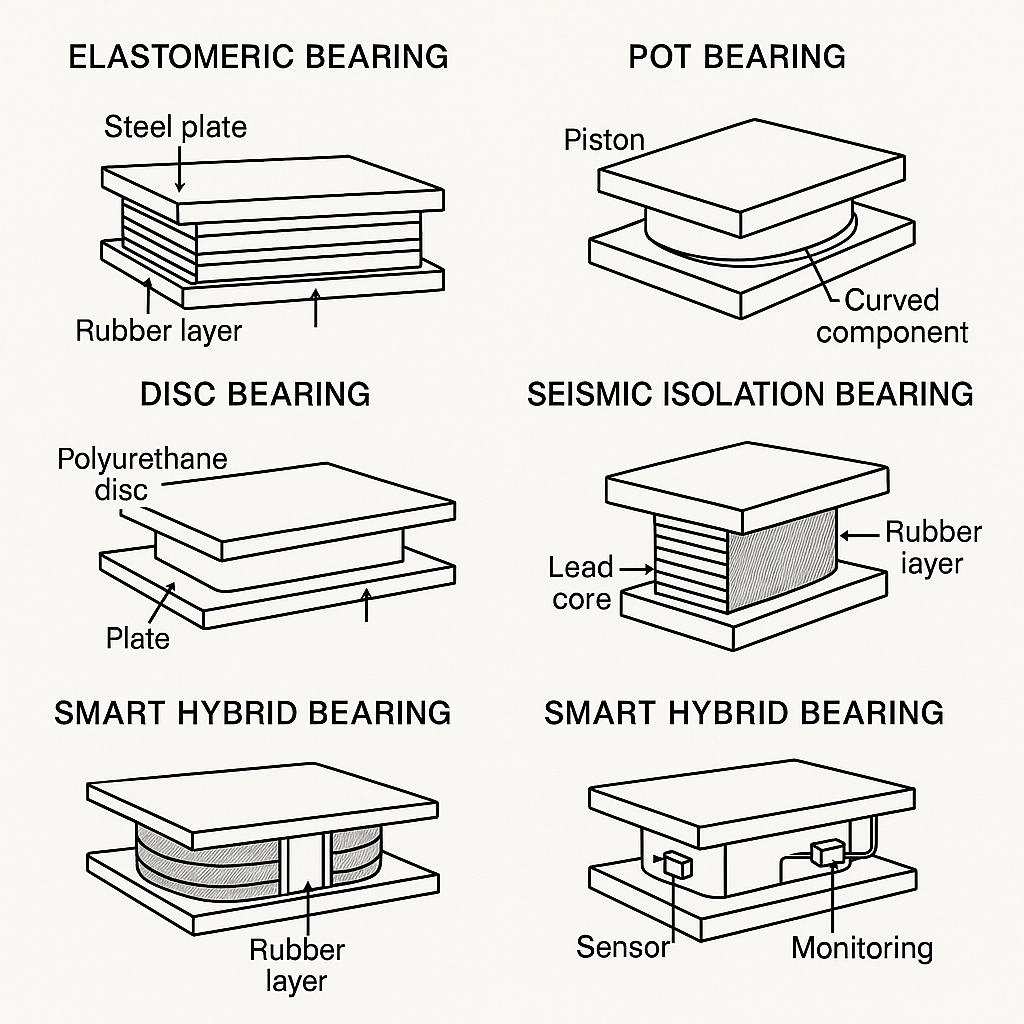 ELASTOMERIC BEARING
Steel plate
Rubber layer
POT BEARING
Piston
Curved
component
DISC BEARING
Polyurethane
disc
Plate
SEISMIC ISOLATION BEARING
Lead
core
Rubber
iayer
SMART HYBRID BEARING
Rubber
layer
SMART HYBRID BEARING
Sensor
Monitoring